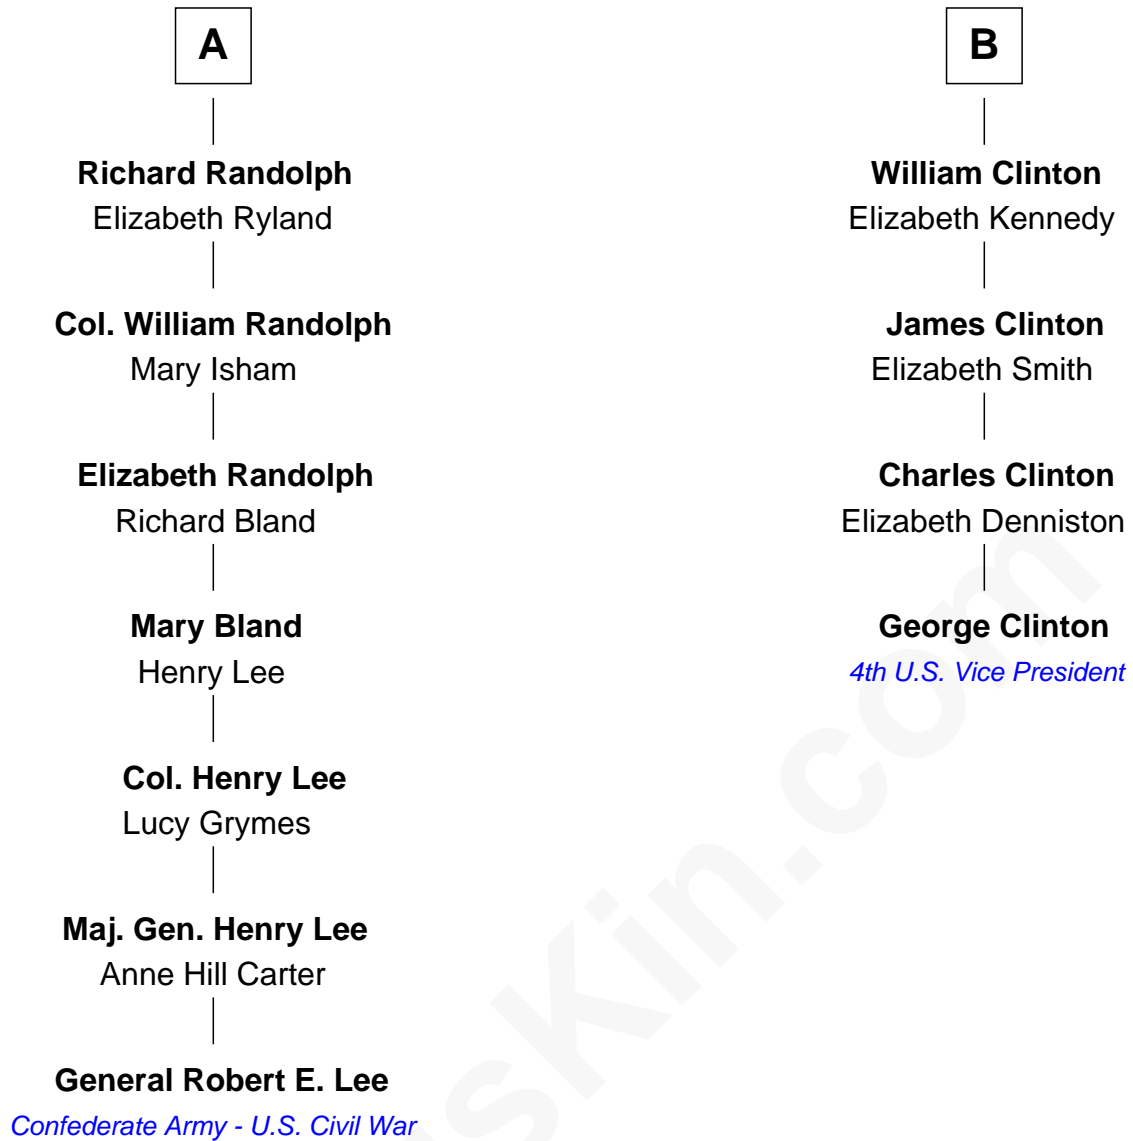 A
Richard Randolph
Elizabeth Ryland
Col. William Randolph
Mary Isham
Elizabeth Randolph
Richard Bland
Mary Bland
Henry Lee
Col. Henry Lee
Lucy Grymes
Maj. Gen. Henry Lee
Anne Hill Carter
General Robert E. Lee
Confederate Army - U.S. Civil War
B
William Clinton
Elizabeth Kennedy
James Clinton
Elizabeth Smith
Charles Clinton
Elizabeth Denniston
George Clinton
4th U.S. Vice President
sKin.com